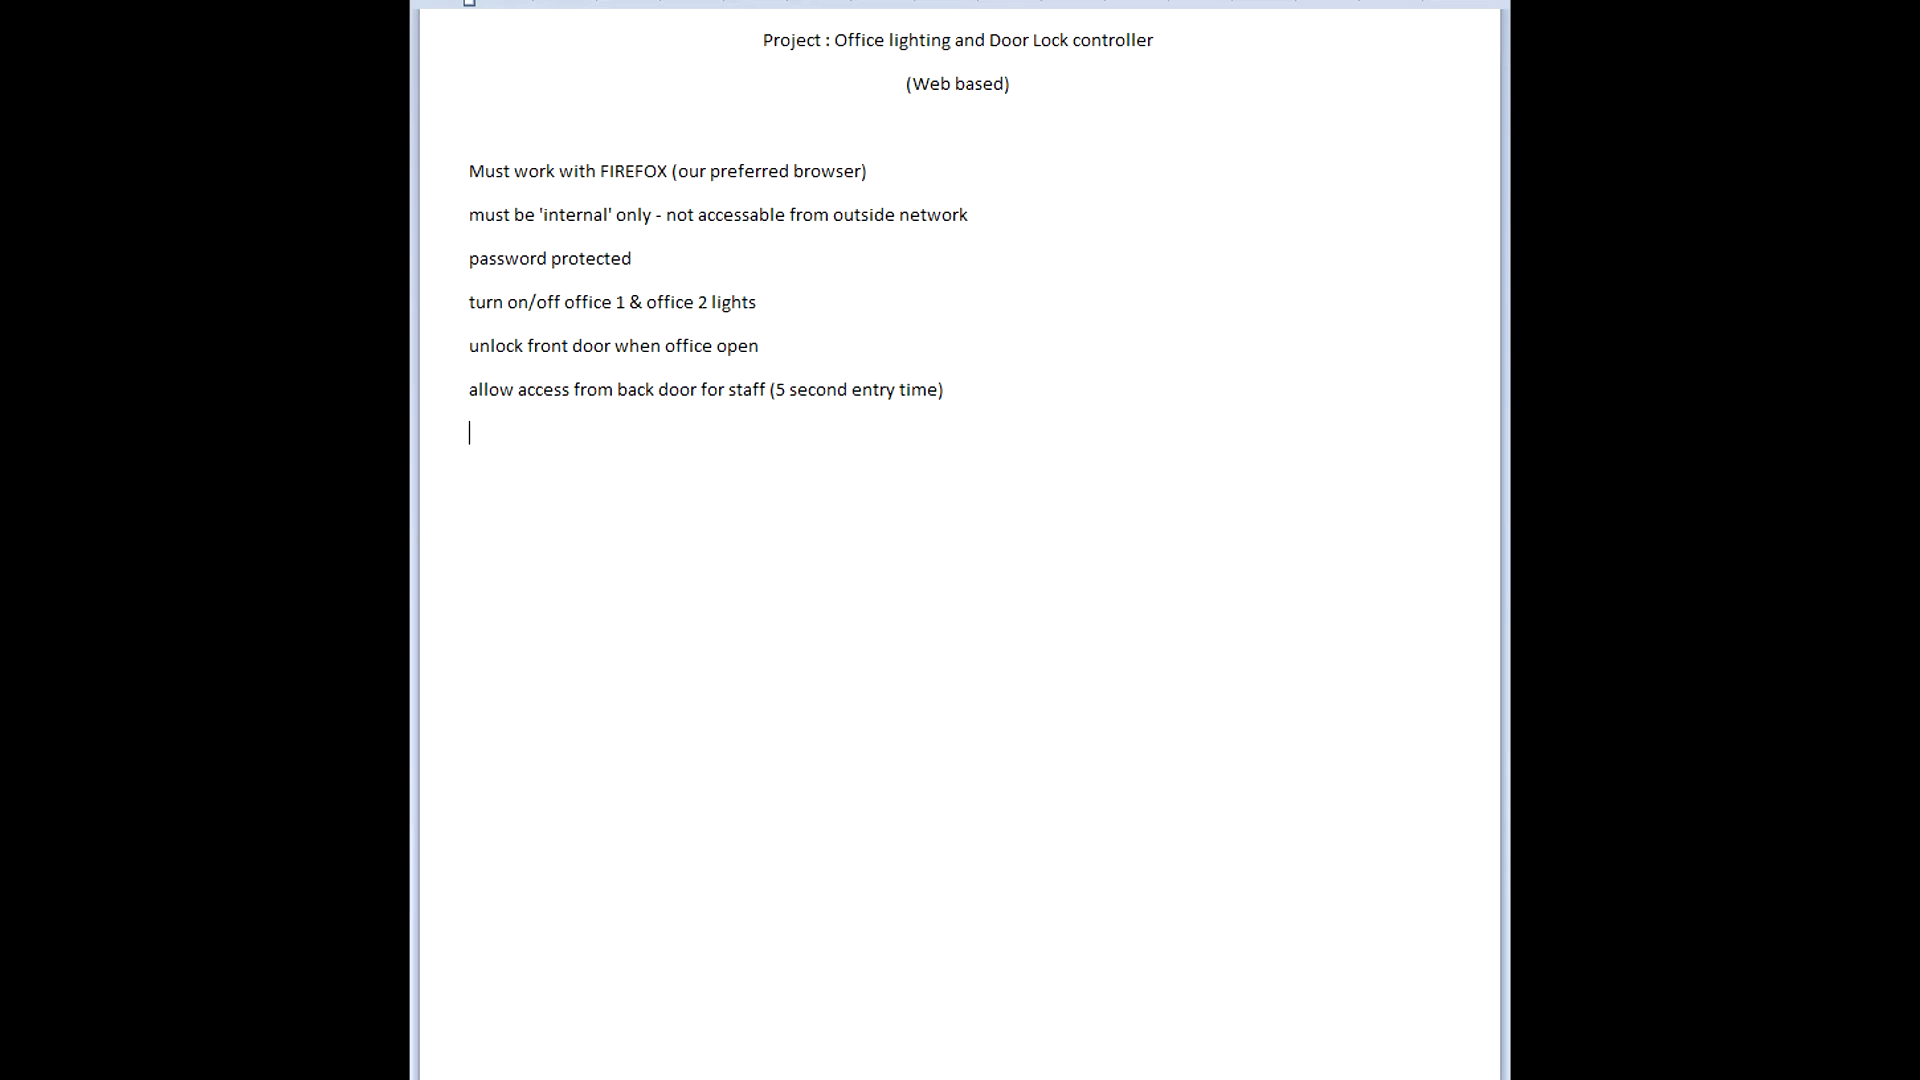 Project : Office lighting and Door Lock controller
(Web based)
Must work with FIREFOX (our preferred browser)
must be 'internal' only - not accessable from outside network
password protected
turn on/off office 1 & office 2 lights
unlock front door when office open
allow access from back door for staff (5 second entry time)